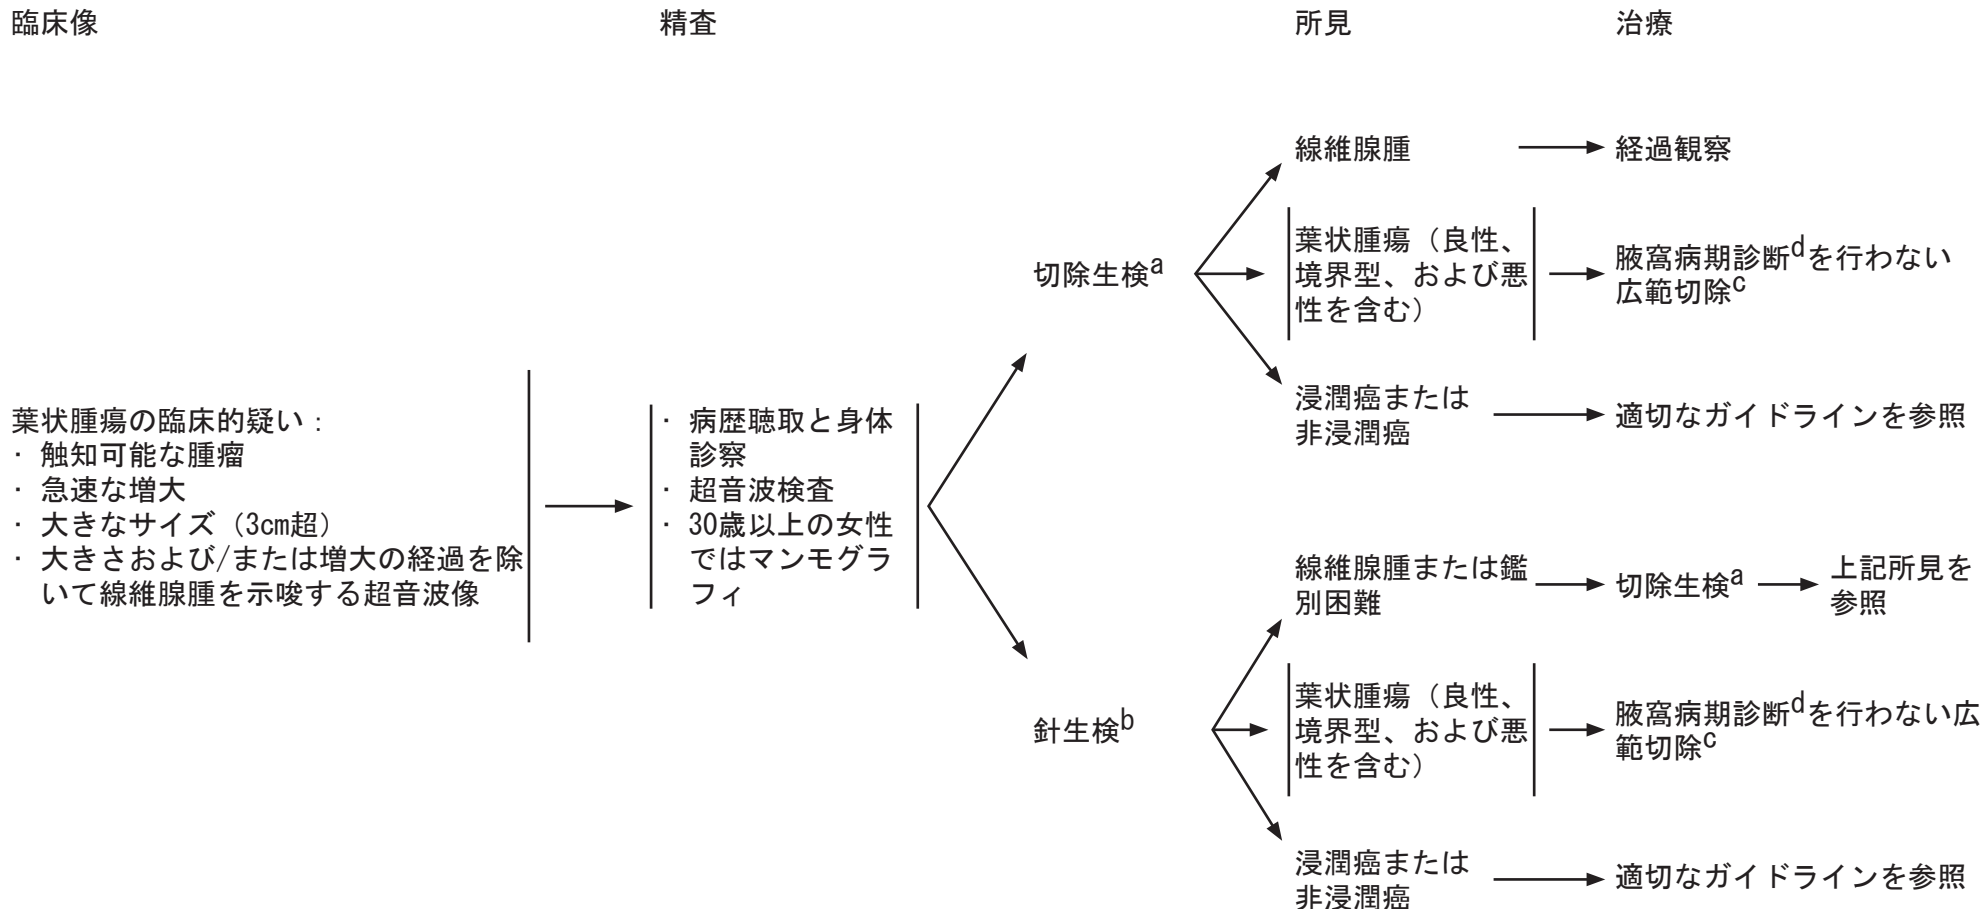 臨床像
精査
所見
治療
葉状腫瘍の臨床的疑い：
・ 触知可能な腫瘤
・ 急速な増大
・ 大きなサイズ（3cm超）
・ 大きさおよび/または増大の経過を除
いて線維腺腫を示唆する超音波像
・ 病歴聴取と身体
診察
・ 超音波検査
・ 30歳以上の女性
ではマンモグラ
フィ
切除生検a
線維腺腫
経過観察
葉状腫瘍（良性、
境界型、および悪
性を含む）
腋窩病期診断dを行わない
広範切除c
浸潤癌または
非浸潤癌
適切なガイドラインを参照
針生検b
線維腺腫または鑑
別困難
切除生検a
上記所見を
参照
葉状腫瘍（良性、
境界型、および悪
性を含む）
腋窩病期診断dを行わない広
範切除c
浸潤癌または
非浸潤癌
適切なガイドラインを参照